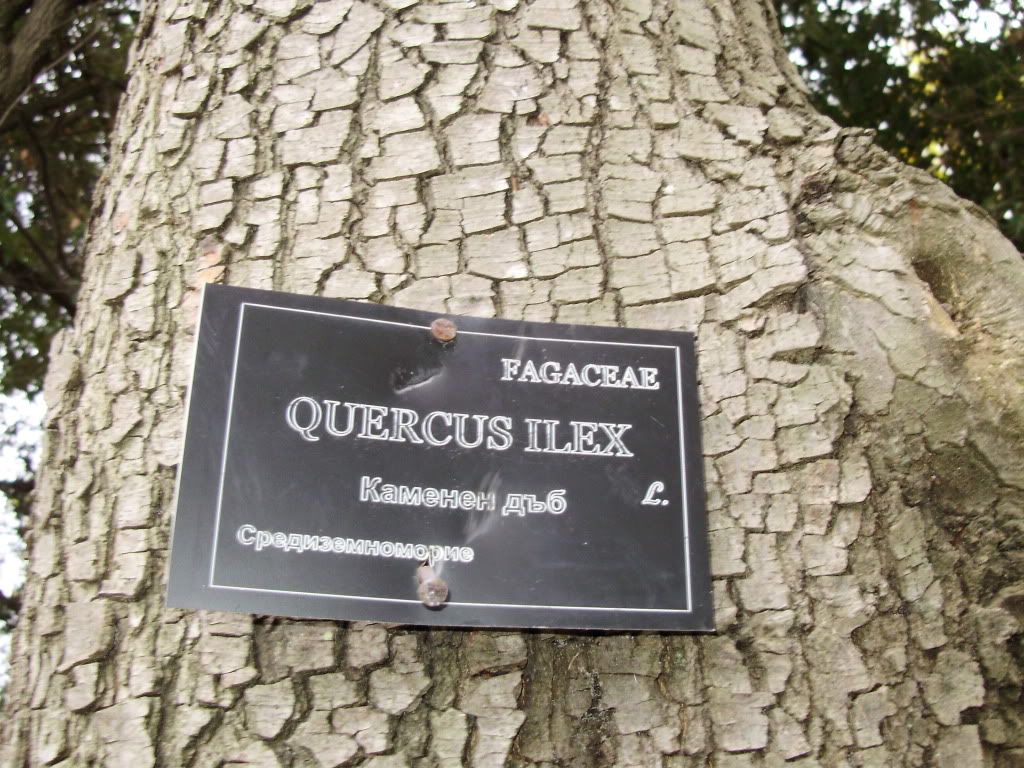 FAGACEAE
QUERCUS ILEX
Каменен дъб
L.
Средиземноморие